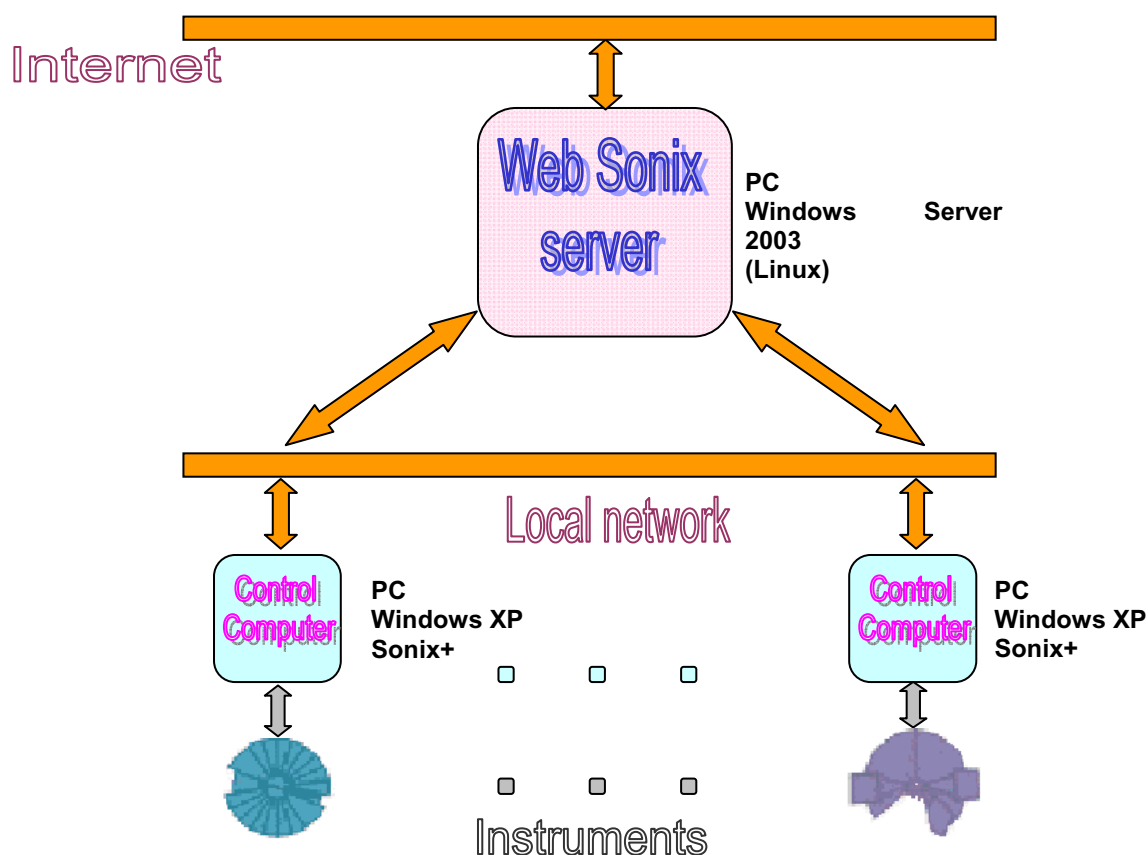 Internet
Web Sonix
server
PC
Windows Server
2003
(Linux)
Local network
Control
Computer
PC
Windows XP
Sonix+
Control
Computer
PC
Windows XP
Sonix+
Instruments